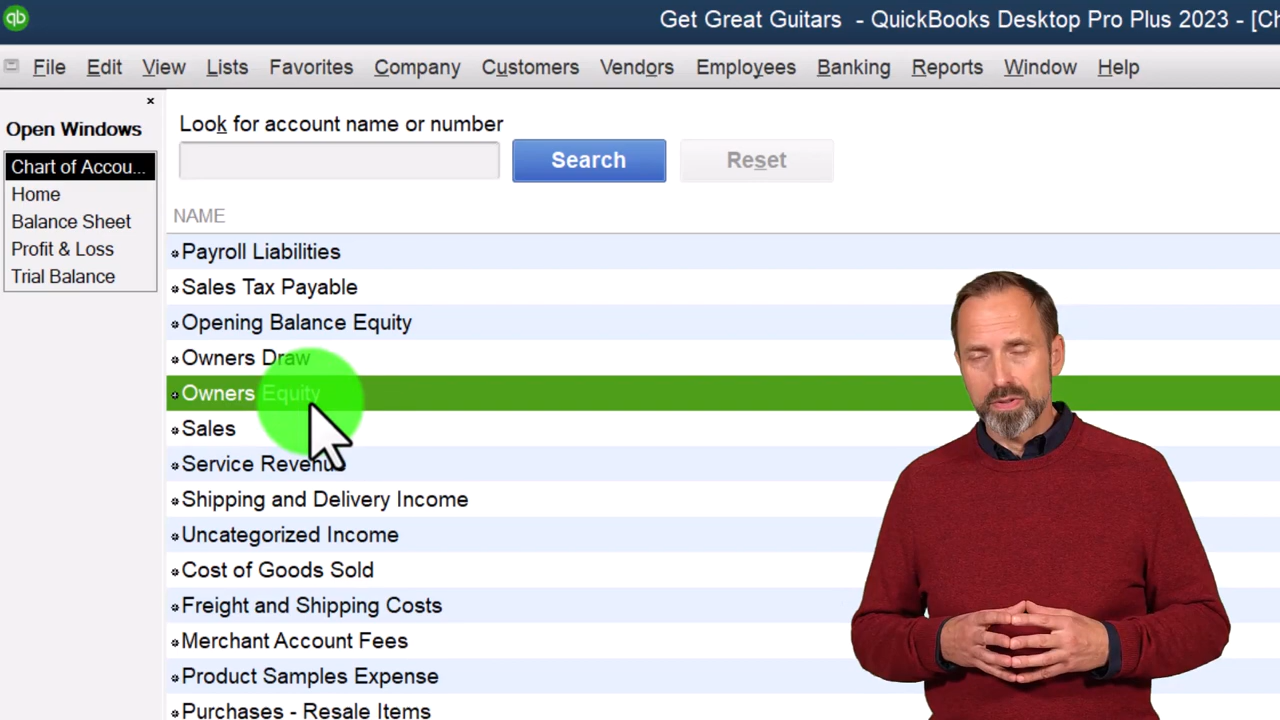 qb
Get Great Guitars - QuickBooks Desktop Pro Plus 2023 - [Ch
File Edit View Lists Favorites Company Customers Vendors Employees Banking Reports Window Help
Open Windows
Chart of Accou...
Home
Balance Sheet
Profit & Loss
Trial Balance
Look for account name or number
Search Reset
NAME
Payroll Liabilities
Sales Tax Payable
Opening Balance Equity
Owners Draw
Owners Equity
Sales
Service Revenue
Shipping and Delivery Income
Uncategorized Income
Cost of Goods Sold
Freight and Shipping Costs
Merchant Account Fees
Product Samples Expense
Purchases - Resale Items